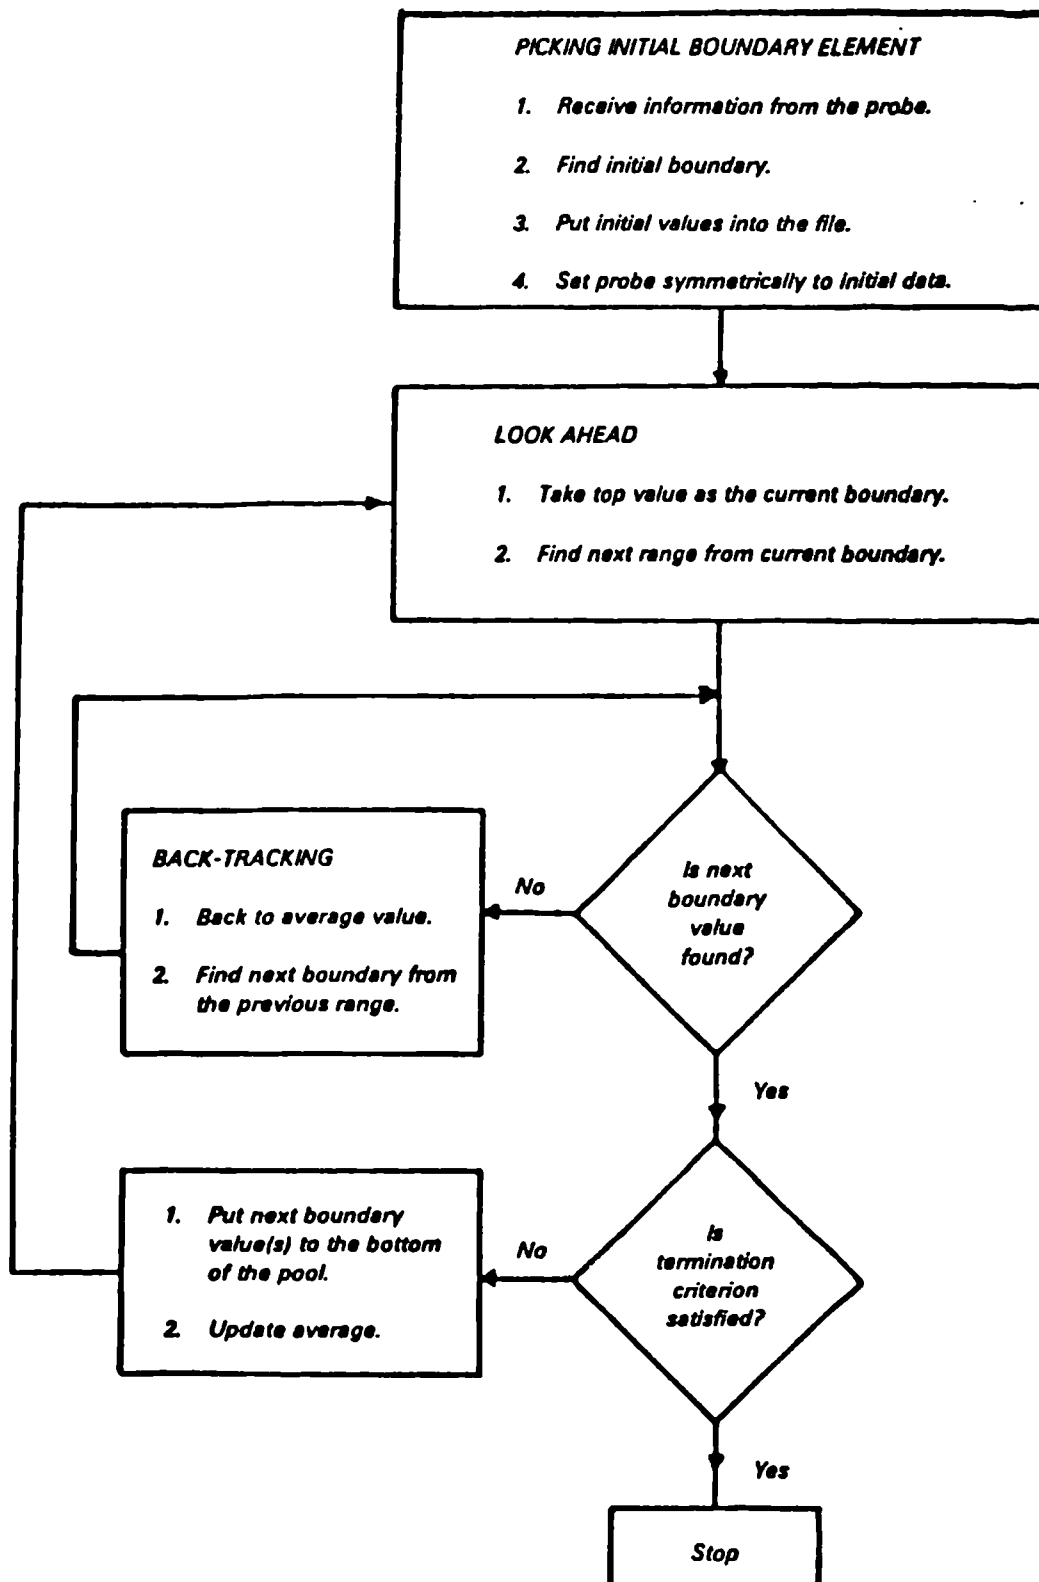 PICKING INITIAL BOUNDARY ELEMENT
1. Receive information from the probe.
2. Find initial boundary.
3. Put initial values into the file.
4. Set probe symmetrically to initial data.
LOOK AHEAD
1. Take top value as the current boundary.
2. Find next range from current boundary.
BACK-TRACKING
1. Back to average value.
2. Find next boundary from
the previous range.
No
Is next
boundary
value
found?
Yes
1. Put next boundary
value(s) to the bottom
of the pool.
2. Update average.
No
Is
termination
criterion
satisfied?
Yes
Stop